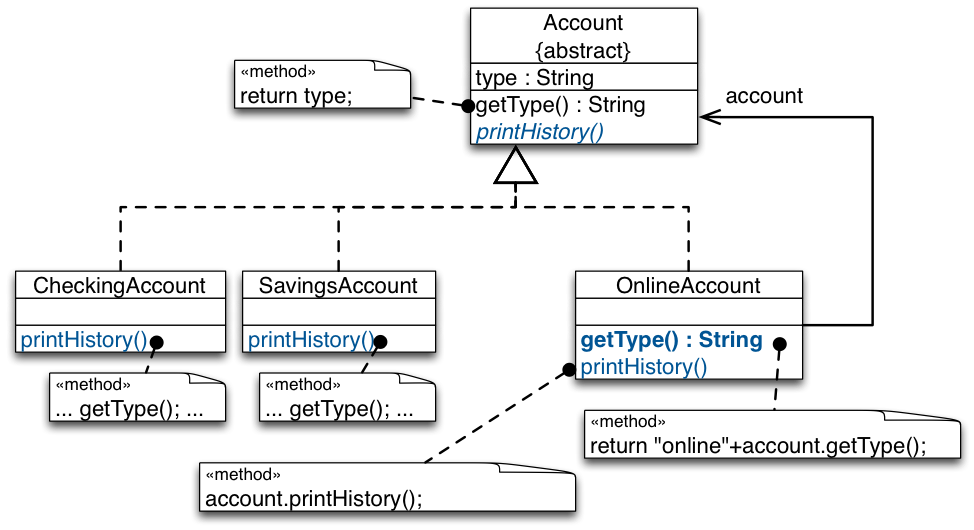 Account
{abstract}
type : String
getType() : String
printHistory()
«method»
return type;
account
CheckingAccount
printHistory()
«method»
... getType(); ...
SavingsAccount
printHistory()
«method»
... getType(); ...
OnlineAccount
getType() : String
printHistory()
«method»
return "online"+account.getType();
«method»
account.printHistory();